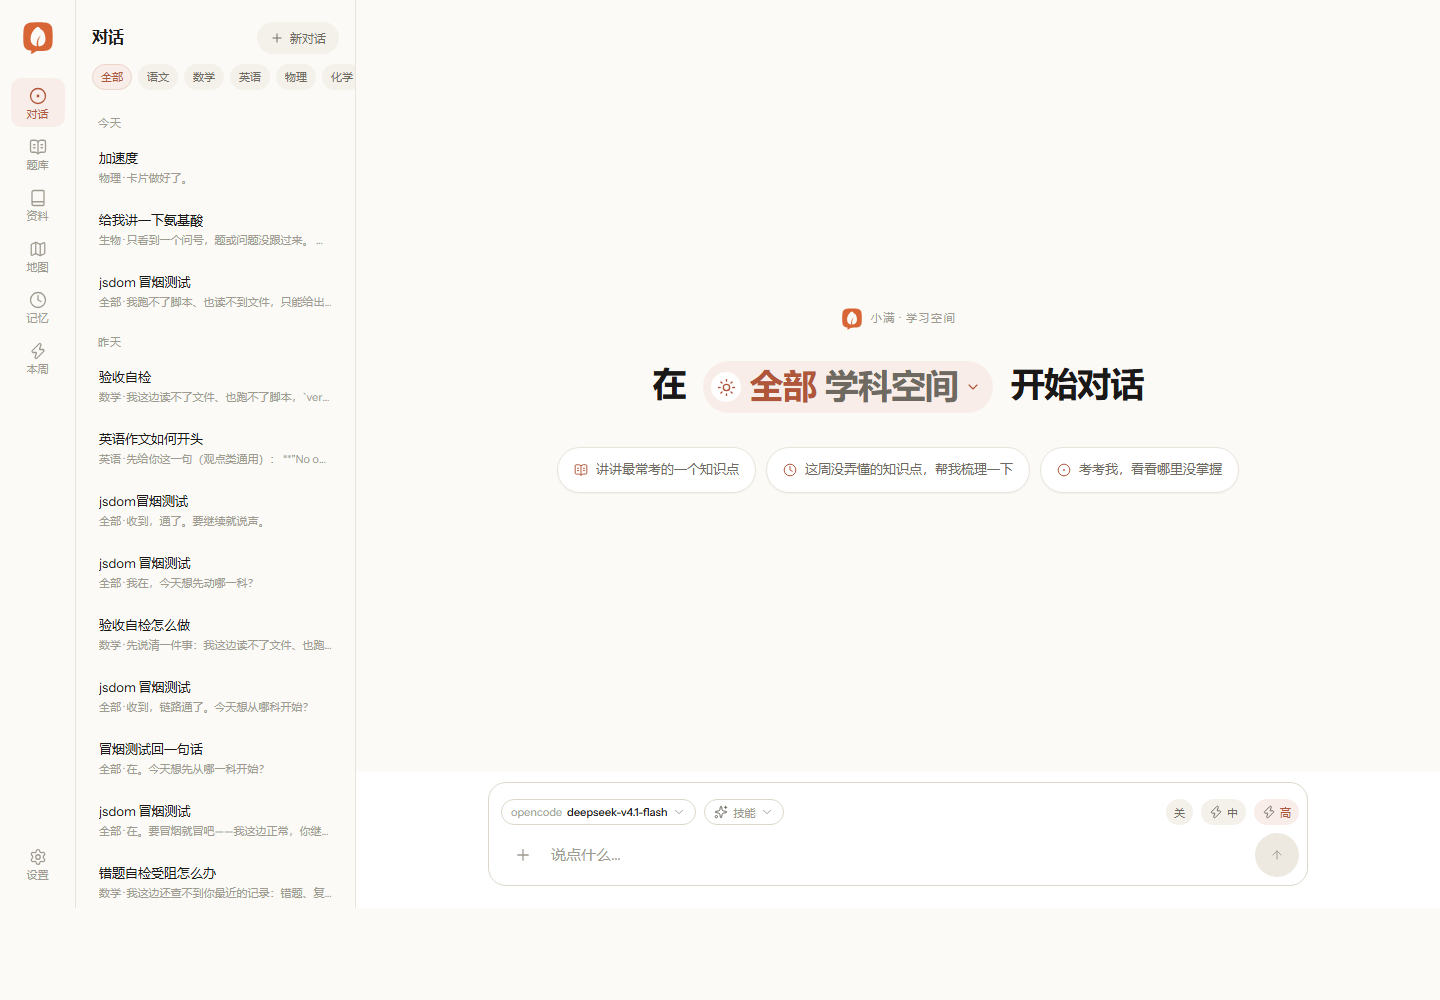 对话
题库
资料
地图
记忆
本周
设置
对话
新对话
全部 语文 数学 英语 物理 化学
今天
加速度
物理·卡片做好了。
给我讲一下氨基酸
生物·只看到一个问号，题或问题没跟过来。 ...
jsdom 冒烟测试
全部·我跑不了脚本、也读不到文件，只能给出...
昨天
验收自检
数学·我这边读不了文件、也跑不了脚本，`ver...
英语作文如何开头
英语·先给你这一句（观点类通用）： **"No o...
jsdom冒烟测试
全部·收到，通了。要继续就说声。
jsdom 冒烟测试
全部·我在，今天想先动哪一科？
验收自检怎么做
数学·先说清一件事：我这边读不了文件、也跑...
jsdom 冒烟测试
全部·收到，链路通了。今天想从哪科开始？
冒烟测试回一句话
全部·在。今天想先从哪一科开始？
jsdom 冒烟测试
全部·在。要冒烟就冒吧——我这边正常，你继...
错题自检受阻怎么办
数学·我这边还查不到你最近的记录：错题、复...
小满 · 学习空间
在 全部 学科空间 开始对话
讲讲最常考的一个知识点
这周没弄懂的知识点，帮我梳理一下
考考我，看看哪里没掌握
opencode deepseek-v4.1-flash 技能 关 中 高
说点什么...